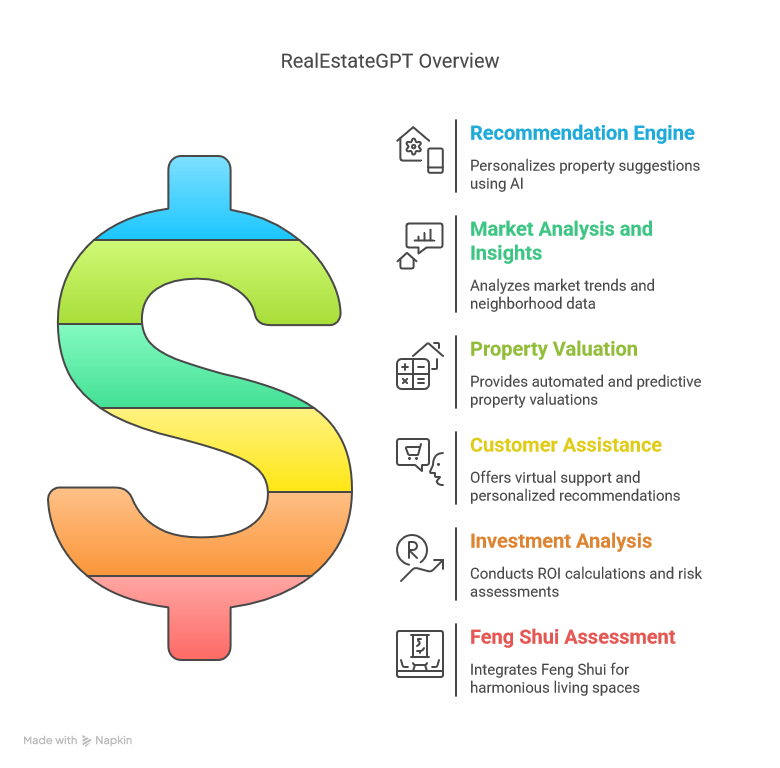 RealEstateGPT Overview
Recommendation Engine
Personalizes property suggestions
using AI
Market Analysis and
Insights
Analyzes market trends and
neighborhood data
Property Valuation
Provides automated and predictive
property valuations
Customer Assistance
Offers virtual support and
personalized recommendations
R
Investment Analysis
Conducts ROI calculations and risk
assessments
Feng Shui Assessment
Integrates Feng Shui for
harmonious living spaces
Made with Napkin